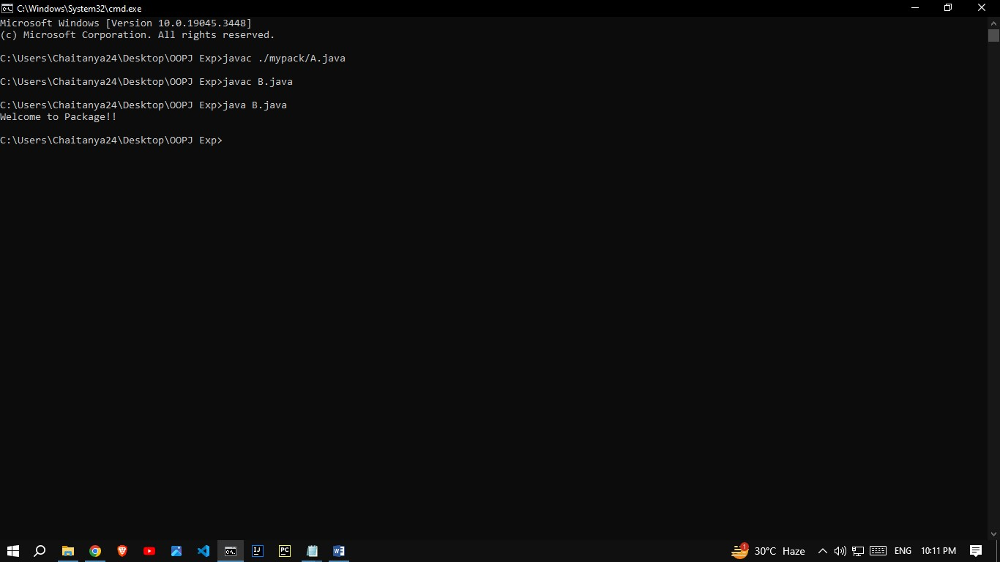 C:\Windows\System32\cmd.exe
Microsoft Windows [Version 10.0.19045.3448]
(c) Microsoft Corporation. All rights reserved.
C:\Users\Chaitanya24\Desktop\OOPJ Exp>javac ./mypack/A.java
C:\Users\Chaitanya24\Desktop\OOPJ Exp>javac B.java
C:\Users\Chaitanya24\Desktop\OOPJ Exp>java B.java
Welcome to Package!!
C:\Users\Chaitanya24\Desktop\OOPJ Exp>
IJ PC W 1 30°C Haze ENG 10:11 PM